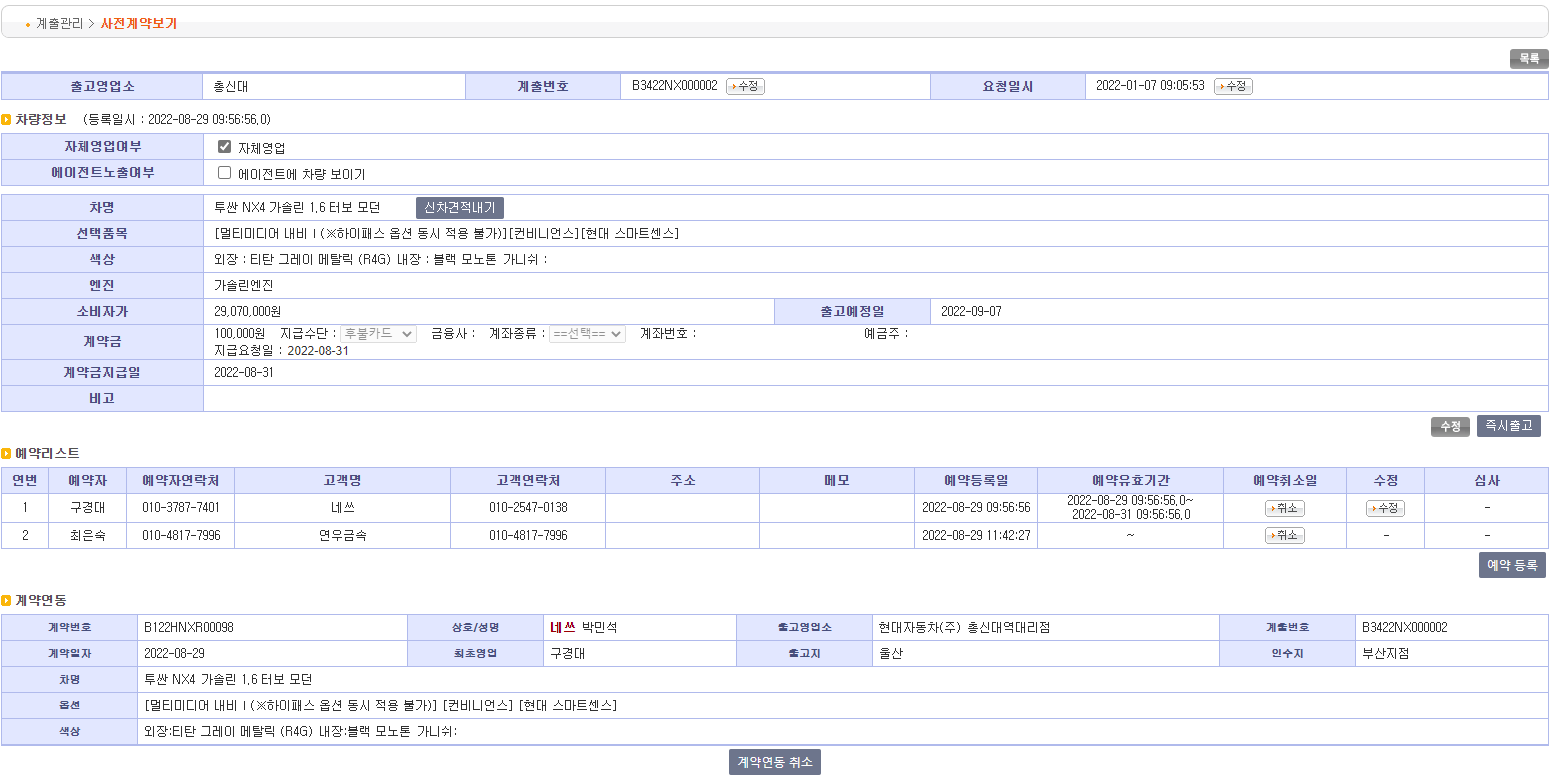 계출관리 > 사전계약보기
목록
출고영업소 총신대 계출번호 B3422NX000002 수정 요청일시 2022-01-07 09:05:53 수정
차량정보 (등록일시 : 2022-08-29 09:56:56.0)
자체영업여부 자체영업
에이전트노출여부 에이전트에 차량 보이기
차명 투싼 NX4 가솔린 1.6 터보 모던 신차견적내기
선택품목 [멀티미디어 내비 I (※하이패스 옵션 동시 적용 불가)][컨비니언스][현대 스마트센스]
색상 외장 : 티탄 그레이 메탈릭 (R4G) 내장 : 블랙 모노톤 가니쉬 :
엔진 가솔린엔진
소비자가 29,070,000원 출고예정일 2022-09-07
계약금 100,000원 지급수단 : 후불카드 금융사 : 계좌종류 : ==선택== 계좌번호 : 예금주 :
지급요청일 : 2022-08-31
계약금지급일 2022-08-31
비고
수정 즉시출고
예약리스트
연번 예약자 예약자연락처 고객명 고객연락처 주소 메모 예약등록일 예약유효기간 예약취소일 수정 심사
1 구경대 010-3787-7401 네쓰 010-2547-0138 2022-08-29 09:56:56 2022-08-29 09:56:56.0~ 취소 수정 -
2022-08-31 09:56:56.0
2 최은숙 010-4817-7996 연우금속 010-4817-7996 2022-08-29 11:42:27 ~ 취소 - -
예약 등록
계약연동
계약번호 B122HNXR00098 상호/성명 네쓰 박민석 출고영업소 현대자동차(주) 총신대역대리점 계출번호 B3422NX000002
계약일자 2022-08-29 최초영업 구경대 출고지 울산 인수지 부산지점
차명 투싼 NX4 가솔린 1.6 터보 모던
옵션 [멀티미디어 내비 I (※하이패스 옵션 동시 적용 불가)] [컨비니언스] [현대 스마트센스]
색상 외장:티탄 그레이 메탈릭 (R4G) 내장:블랙 모노톤 가니쉬:
계약연동 취소